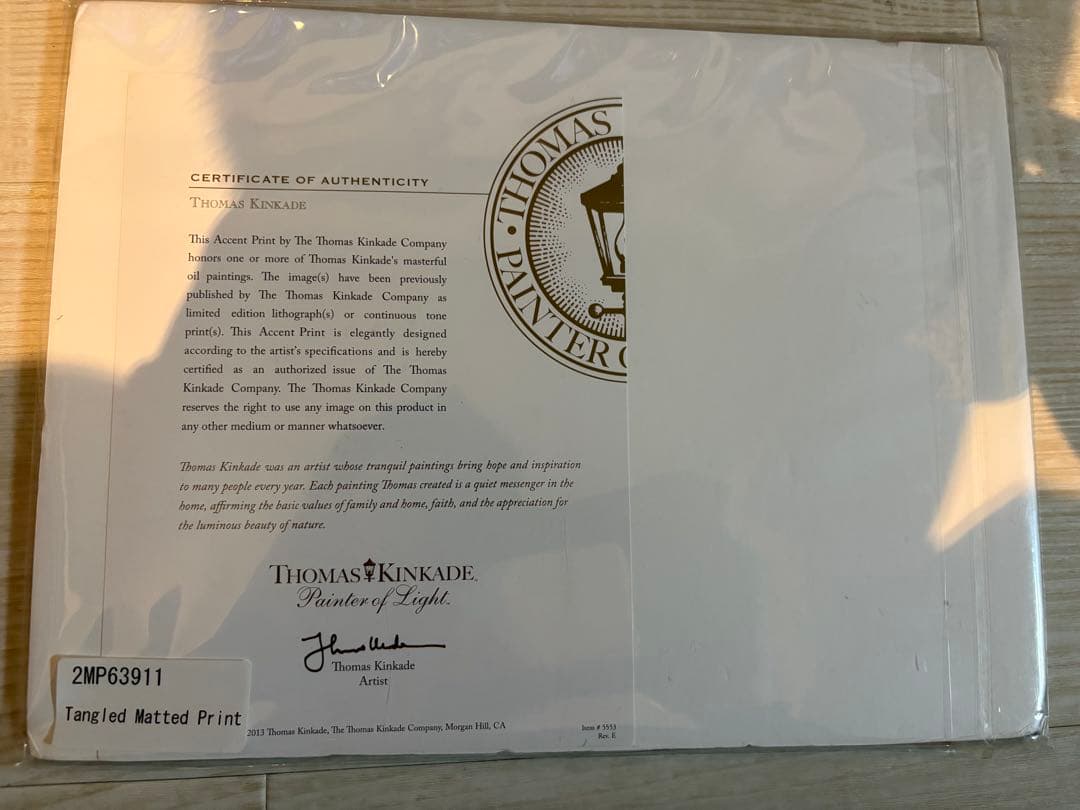 CERTIFICATE OF AUTHENTICITY
THOMAS KINKADE
This Accent Print by The Thomas Kinkade Company
honors one or more of Thomas Kinkade's masterful
oil paintings. The image(s) have been previously
published by The Thomas Kinkade Company as
limited edition lithograph(s) or continuous tone
print(s). This Accent Print is elegantly designed
according to the artist's specifications and is hereby
certified as an authorized issue of The Thomas
Kinkade Company. The Thomas Kinkade Company
reserves the right to use any image on this product in
any other medium or manner whatsoever.
THOMAS
PAINTER O
Thomas Kinkade was an artist whose tranquil paintings bring hope and inspiration
to many people every year. Each painting Thomas created is a quiet messenger in the
home, affirming the basic values of family and home, faith, and the appreciation for
the luminous beauty of nature.
THOMAS KINKADE
Painter of Light
Thomas Kinkade
Artist
2MP63911
Tangled Matted Print
2013 Thomas Kinkade, The Thomas Kinkade Company, Morgan Hill, CA
Item # 5553
Rev. E